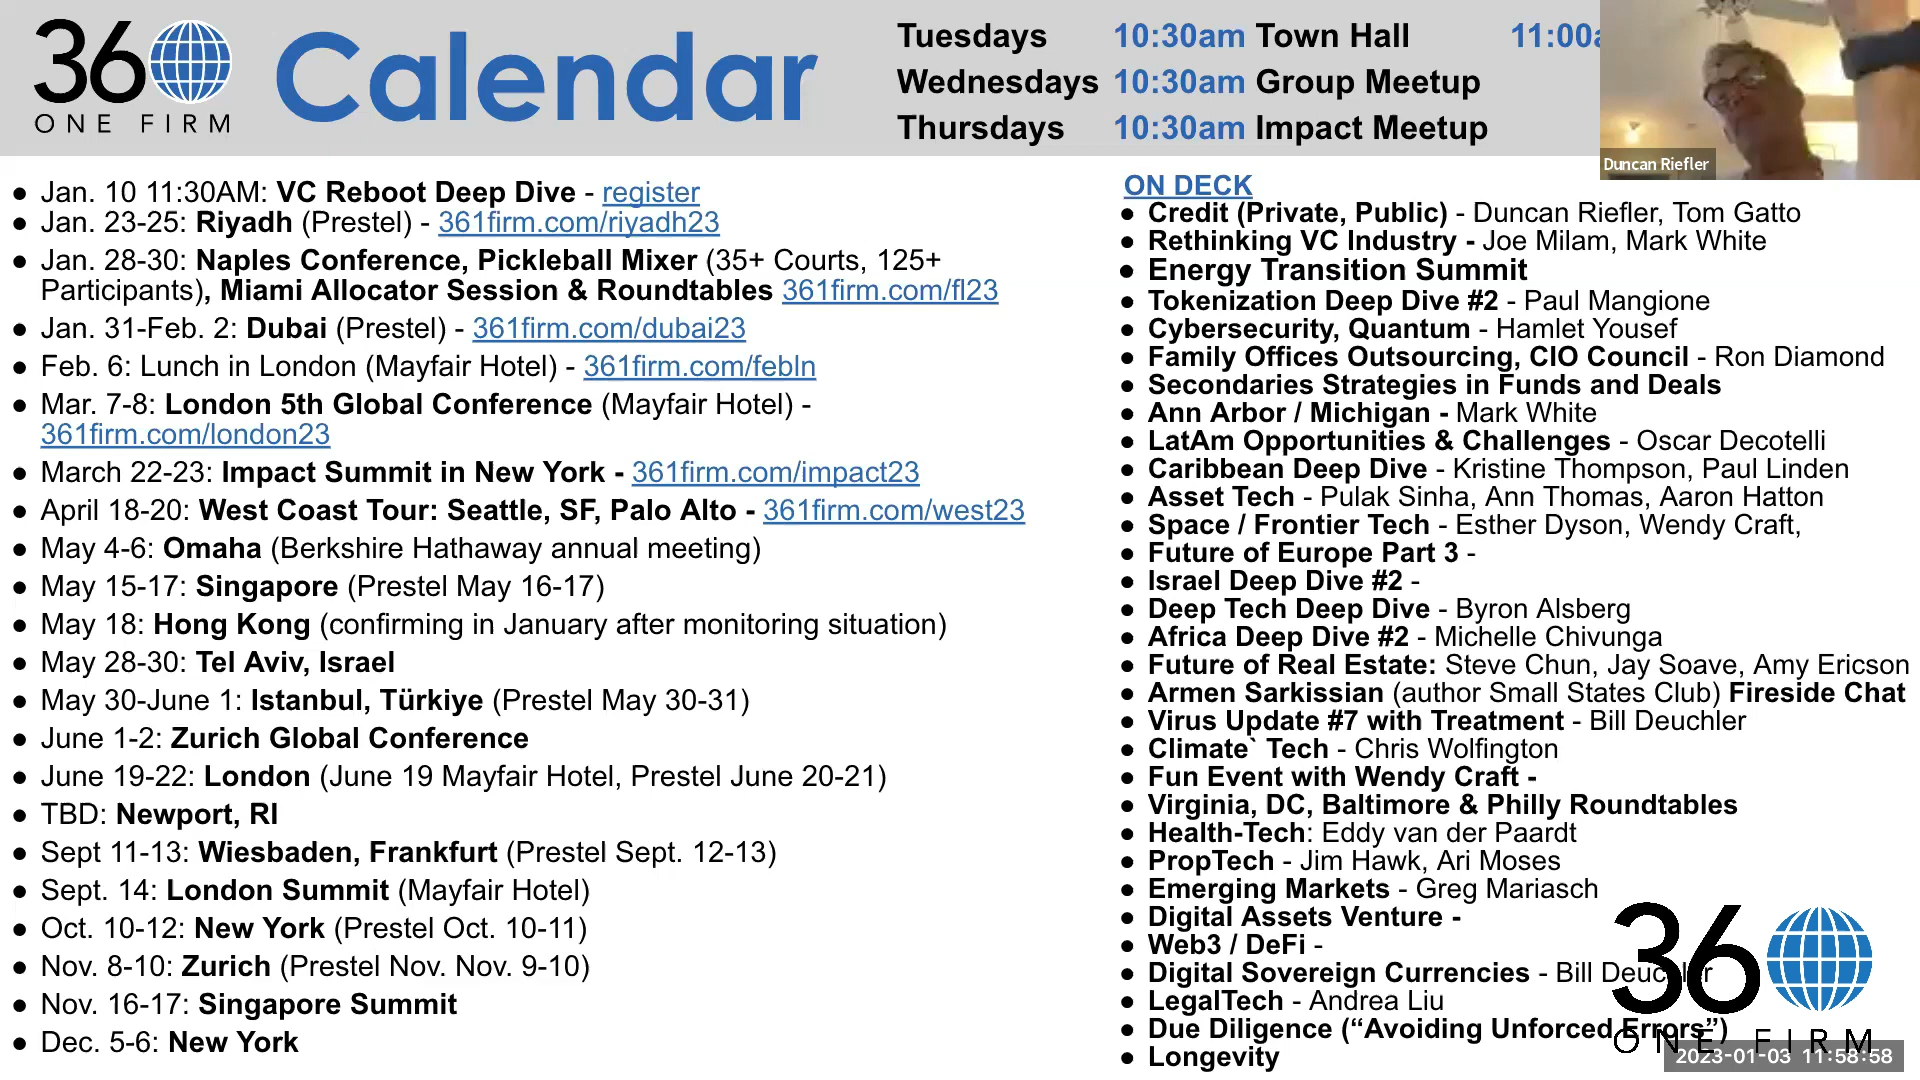 36
ONE FIRM
Calendar
Tuesdays 10:30am Town Hall 11:00
Wednesdays 10:30am Group Meetup
Thursdays 10:30am Impact Meetup
Duncan Riefler
● Jan. 10 11:30AM: VC Reboot Deep Dive - register
● Jan. 23-25: Riyadh (Prestel) - 361firm.com/riyadh23
● Jan. 28-30: Naples Conference, Pickleball Mixer (35+ Courts, 125+
Participants), Miami Allocator Session & Roundtables 361firm.com/fl23
● Jan. 31-Feb. 2: Dubai (Prestel) - 361firm.com/dubai23
● Feb. 6: Lunch in London (Mayfair Hotel) - 361firm.com/febln
● Mar. 7-8: London 5th Global Conference (Mayfair Hotel) -
361firm.com/london23
● March 22-23: Impact Summit in New York - 361firm.com/impact23
● April 18-20: West Coast Tour: Seattle, SF, Palo Alto - 361firm.com/west23
● May 4-6: Omaha (Berkshire Hathaway annual meeting)
● May 15-17: Singapore (Prestel May 16-17)
● May 18: Hong Kong (confirming in January after monitoring situation)
● May 28-30: Tel Aviv, Israel
● May 30-June 1: Istanbul, Türkiye (Prestel May 30-31)
● June 1-2: Zurich Global Conference
● June 19-22: London (June 19 Mayfair Hotel, Prestel June 20-21)
● TBD: Newport, RI
● Sept 11-13: Wiesbaden, Frankfurt (Prestel Sept. 12-13)
● Sept. 14: London Summit (Mayfair Hotel)
● Oct. 10-12: New York (Prestel Oct. 10-11)
● Nov. 8-10: Zurich (Prestel Nov. Nov. 9-10)
● Nov. 16-17: Singapore Summit
● Dec. 5-6: New York
ON DECK
● Credit (Private, Public) - Duncan Riefler, Tom Gatto
● Rethinking VC Industry - Joe Milam, Mark White
● Energy Transition Summit
● Tokenization Deep Dive #2 - Paul Mangione
● Cybersecurity, Quantum - Hamlet Yousef
● Family Offices Outsourcing, CIO Council - Ron Diamond
● Secondaries Strategies in Funds and Deals
● Ann Arbor / Michigan - Mark White
● LatAm Opportunities & Challenges - Oscar Decotelli
● Caribbean Deep Dive - Kristine Thompson, Paul Linden
● Asset Tech - Pulak Sinha, Ann Thomas, Aaron Hatton
● Space / Frontier Tech - Esther Dyson, Wendy Craft,
● Future of Europe Part 3 -
● Israel Deep Dive #2 -
● Deep Tech Deep Dive - Byron Alsberg
● Africa Deep Dive #2 - Michelle Chivunga
● Future of Real Estate: Steve Chun, Jay Soave, Amy Ericson
● Armen Sarkissian (author Small States Club) Fireside Chat
● Virus Update #7 with Treatment - Bill Deuchler
● Climate` Tech - Chris Wolfington
● Fun Event with Wendy Craft -
● Virginia, DC, Baltimore & Philly Roundtables
● Health-Tech: Eddy van der Paardt
● PropTech - Jim Hawk, Ari Moses
● Emerging Markets - Greg Mariasch
● Digital Assets Venture -
● Web3 / DeFi -
● Digital Sovereign Currencies - Bill Deuchler
● LegalTech - Andrea Liu
● Due Diligence (“Avoiding Unforced Errors”)
● Longevity
36
ONE FIRM
2023-01-03 11:58:58